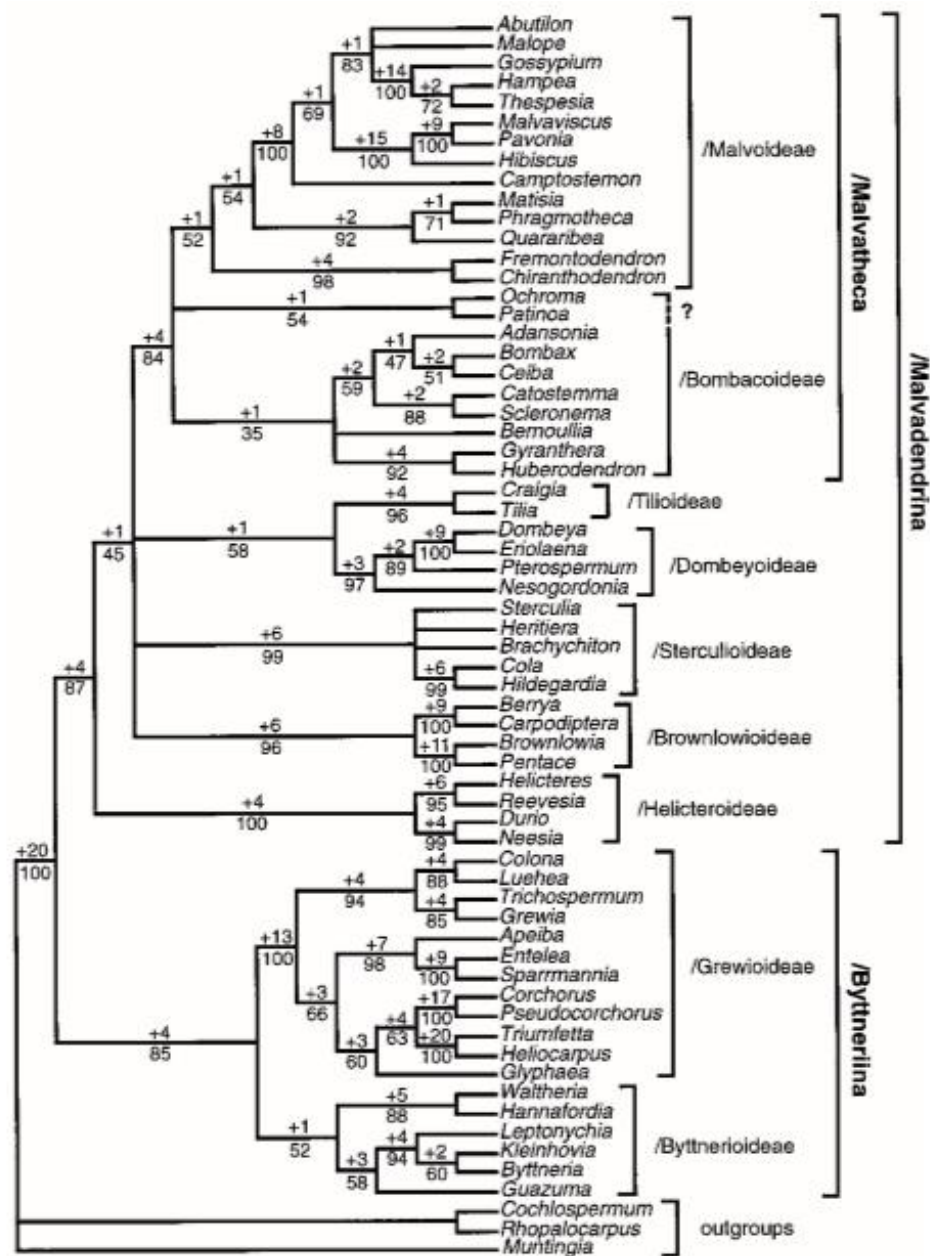 Abutilon
Malope
Gossypium
Hampea
Thespesia
Malvaviscus
Pavonia
Hibiscus
Camptostemon
Matisia
Phragmotheca
Quararibea
Fremontodendron
Chiranthodendron
Ochroma
Patinoa
Adansonia
Bombax
Ceiba
Catostemma
Scleronema
Bernoullia
Gyranthera
Huberodendron
Craigia
Tilia
Dombeya
Eriolaena
Pterospermum
Nesogordonia
Sterculia
Heritiera
Brachychiton
Cola
Hildegardia
Berrya
Carpodiptera
Brownlowia
Pentace
Helicteres
Reevesia
Durio
Neesia
Colona
Luehea
Trichospermum
Grewia
Apeiba
Entelea
Sparrmannia
Corchorus
Pseudocorchorus
Triumfetta
Heliocarpus
Glyphaea
Waltheria
Hannafordia
Leptonychia
Kleinhovia
Byttneria
Guazuma
Cochlospermum
Rhopalocarpus
Muntingia
/Malvoideae
?
/Bombacoideae
/Tilioideae
/Dombeyoideae
/Sterculioideae
/Brownlowioideae
/Helicteroideae
/Grewioideae
/Byttnerioideae
outgroups
/Malvatheca
/Malvadendrina
/Byttneriina
+1
83
+14
100
+2
72
+1
69
+9
100
+15
100
+8
100
+1
54
+1
71
+2
92
+1
52
+4
98
+1
54
+4
84
+1
47
+2
51
+2
59
+2
88
+1
35
+4
92
+4
96
+1
58
+9
100
+2
89
+3
97
+1
45
+6
99
+6
99
+9
100
+6
96
+11
100
+4
87
+6
95
+4
100
+4
99
+20
100
+4
88
+4
94
+4
85
+13
100
+7
98
+9
100
+3
66
+17
100
+4
63
+20
100
+3
60
+4
85
+5
88
+1
52
+4
94
+2
60
+3
58